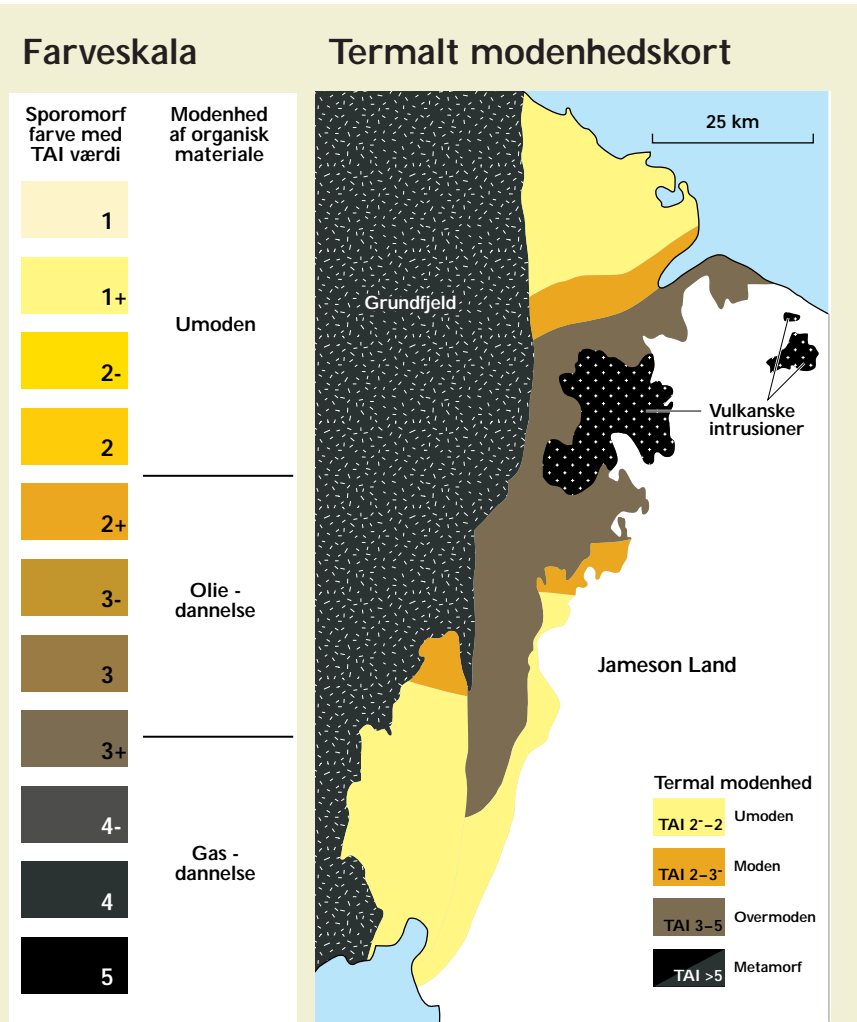 Farveskala
Sporomorf
farve med
TAI værdi
Modenhed
af organisk
materiale
1
1+
2-
2
2+
3-
3
3+
4-
4
5
Umoden
Olie -
dannelse
Gas -
dannelse
Termalt modenhedskort
25 km
Grundfjeld
Vulkanske
intrusioner
Jameson Land
Termal modenhed
TAI 2⁻–2 Umoden
TAI 2–3⁻ Moden
TAI 3–5 Overmoden
TAI >5 Metamorf